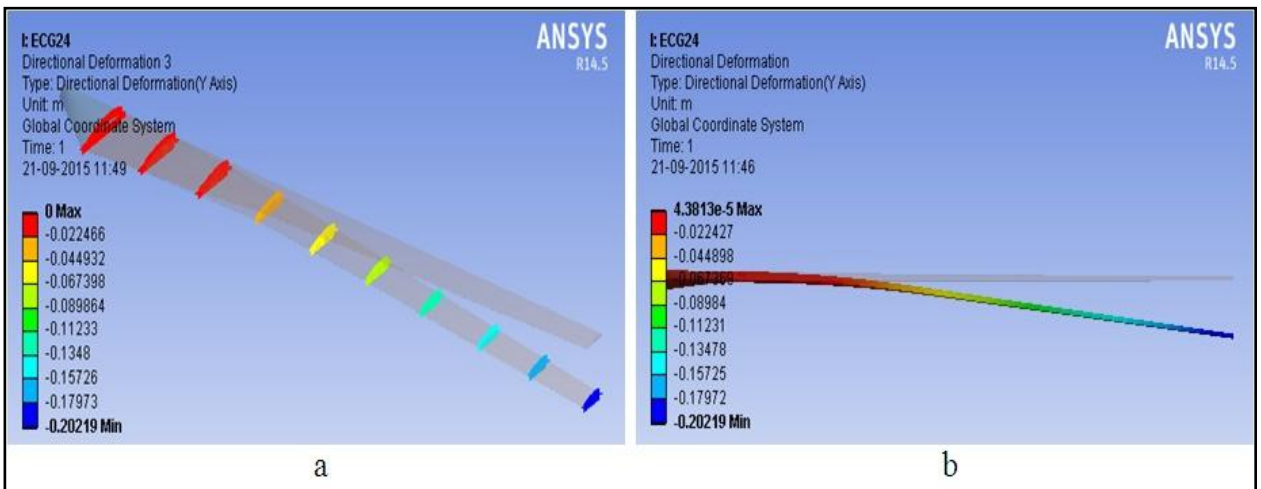 I: ECG24
Directional Deformation 3
Type: Directional Deformation(Y Axis)
Unit: m
Global Coordinate System
Time: 1
21-09-2015 11:49
ANSYS
R14.5
0 Max
-0.022466
-0.044932
-0.067398
-0.089864
-0.11233
-0.1348
-0.15726
-0.17973
-0.20219 Min
a
I: ECG24
Directional Deformation
Type: Directional Deformation(Y Axis)
Unit: m
Global Coordinate System
Time: 1
21-09-2015 11:46
ANSYS
R14.5
4.3813e-5 Max
-0.022427
-0.044898
-0.08984
-0.11231
-0.13478
-0.15725
-0.17972
-0.20219 Min
b